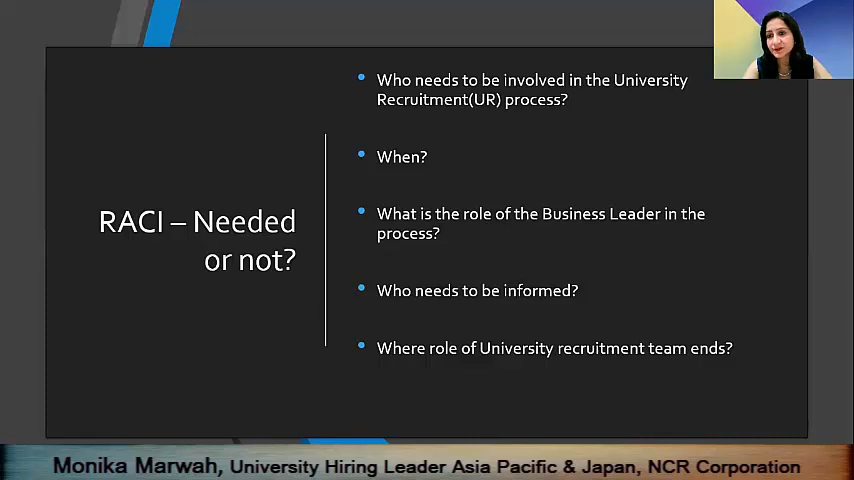 RACI – Needed
or not?
Who needs to be involved in the University
Recruitment(UR) process?
When?
What is the role of the Business Leader in the
process?
Who needs to be informed?
Where role of University recruitment team ends?
Monika Marwah, University Hiring Leader Asia Pacific & Japan, NCR Corporation